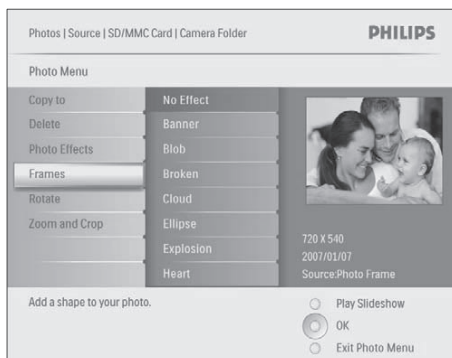 Photos | Source | SD/MMC Card | Camera Folder
PHILIPS
Photo Menu
Copy to
Delete
Photo Effects
Frames
Rotate
Zoom and Crop
No Effect
Banner
Blob
Broken
Cloud
Ellipse
Explosion
Heart
720 X 540
2007/01/07
Source:Photo Frame
Add a shape to your photo.
Play Slideshow
OK
Exit Photo Menu